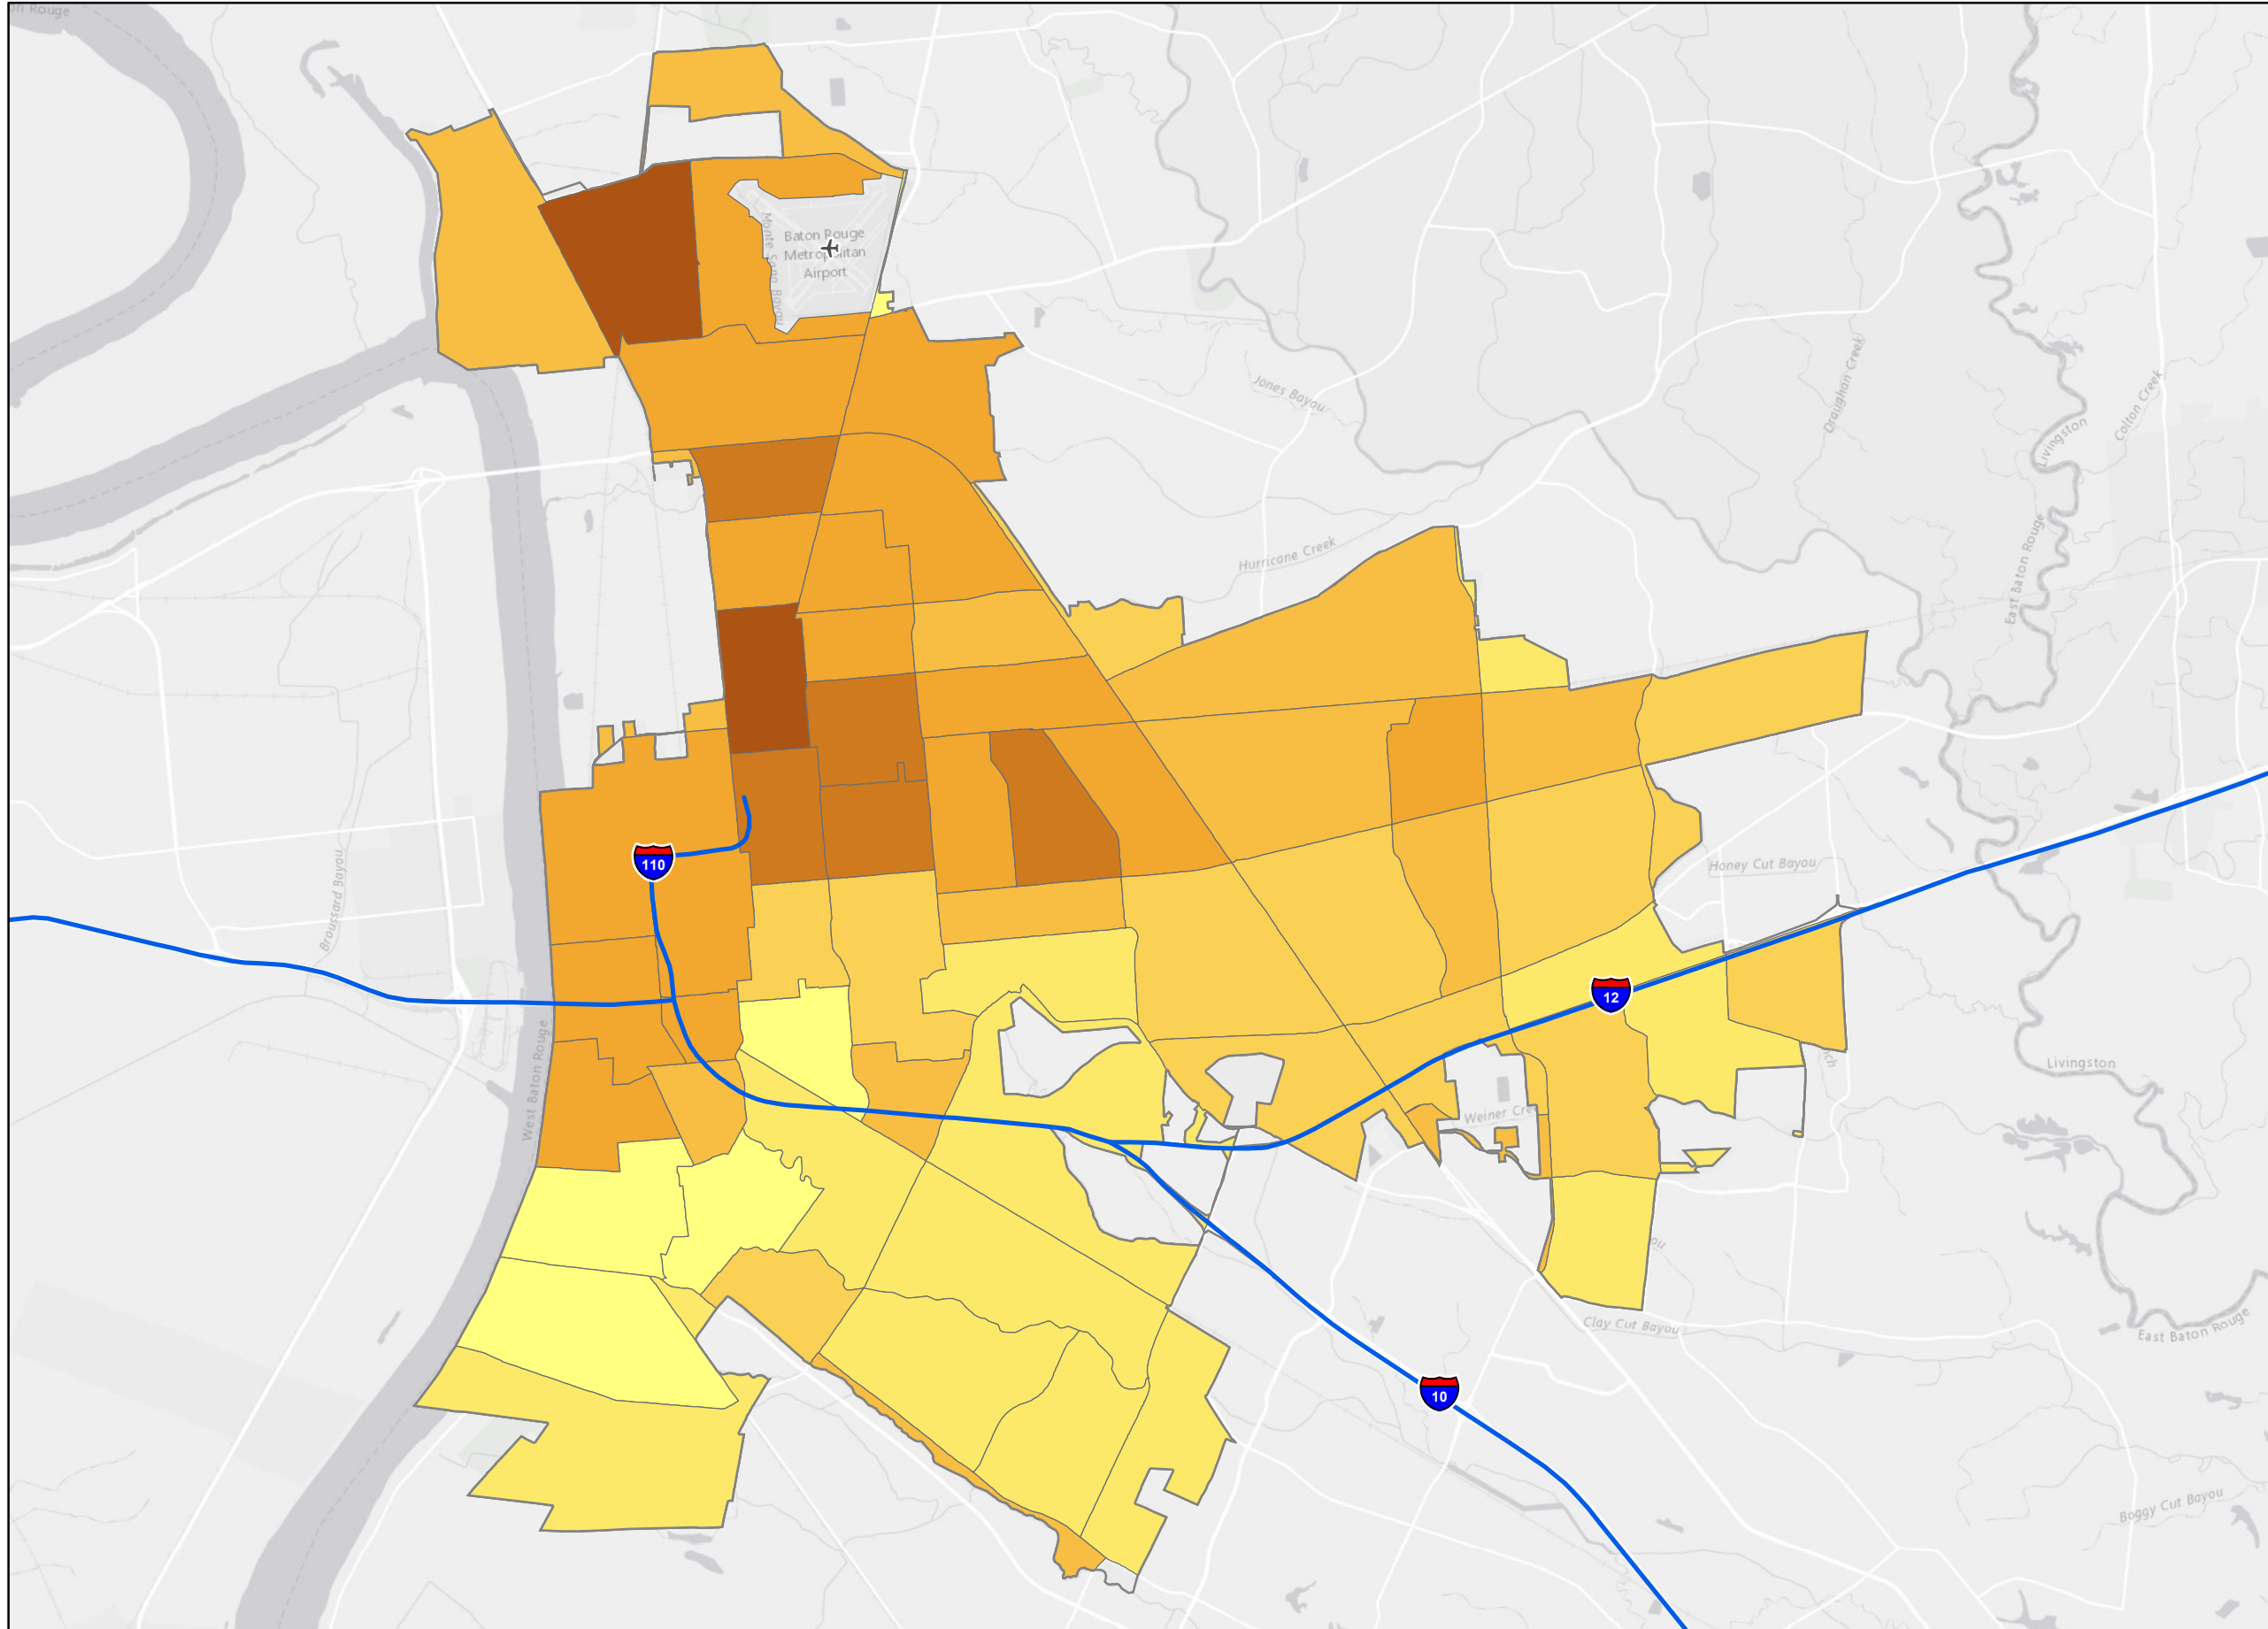 on Rouge
Baton Rouge
Metropolitan
Airport
Monte Sano Bayou
Jones Bayou
Draughan Creek
Livingston
Colton Creek
Hurricane Creek
East Baton Rouge
110
Honey Cut Bayou
Broussard Bayou
12
West Baton Rouge
Livingston
Weiner Cre
Clay Cut Bayou
East Baton Rouge
10
Boggy Cut Bayou